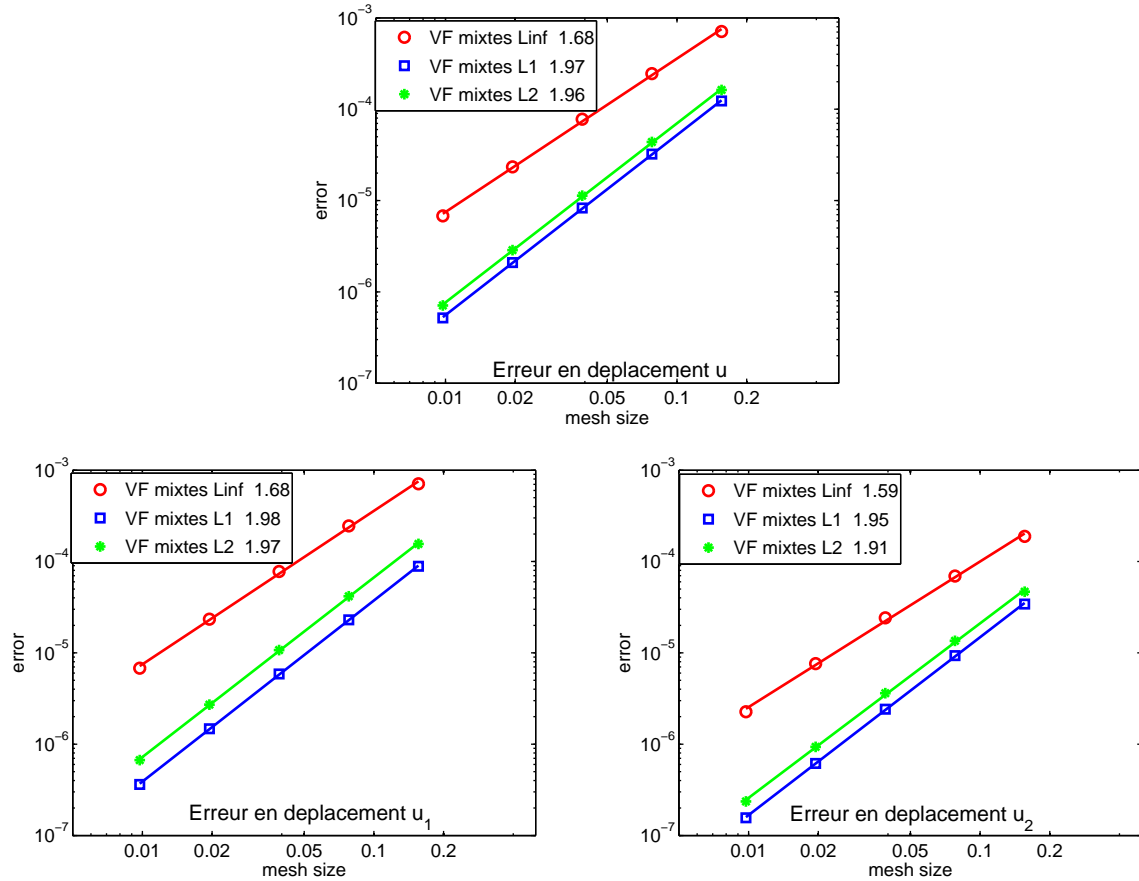 10^-3
10^-4
10^-5
10^-6
10^-7
error
VF mixtes Linf 1.68
VF mixtes L1 1.97
VF mixtes L2 1.96
Erreur en deplacement u
0.01 0.02 0.05 0.1 0.2
mesh size
10^-3
10^-4
10^-5
10^-6
10^-7
error
VF mixtes Linf 1.68
VF mixtes L1 1.98
VF mixtes L2 1.97
Erreur en deplacement u_1
0.01 0.02 0.05 0.1 0.2
mesh size
10^-3
10^-4
10^-5
10^-6
10^-7
error
VF mixtes Linf 1.59
VF mixtes L1 1.95
VF mixtes L2 1.91
Erreur en deplacement u_2
0.01 0.02 0.05 0.1 0.2
mesh size